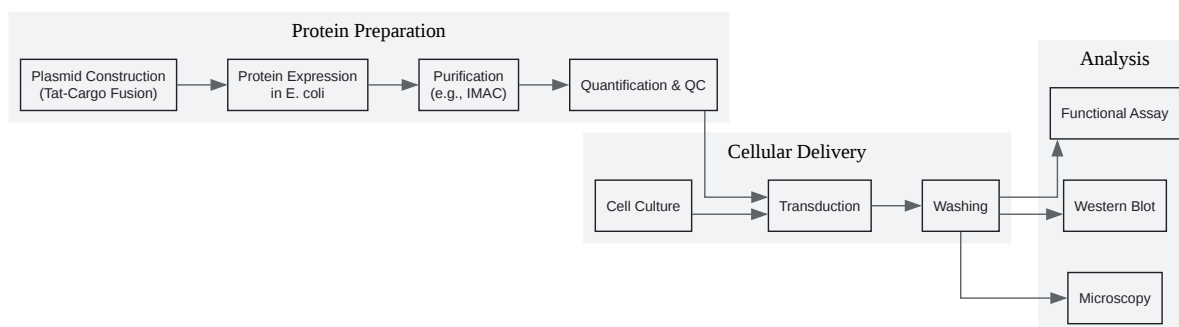 Protein Preparation
Plasmid Construction
(Tat-Cargo Fusion)
Protein Expression
in E. coli
Purification
(e.g., IMAC)
Quantification & QC
Cellular Delivery
Cell Culture
Transduction
Washing
Analysis
Functional Assay
Western Blot
Microscopy